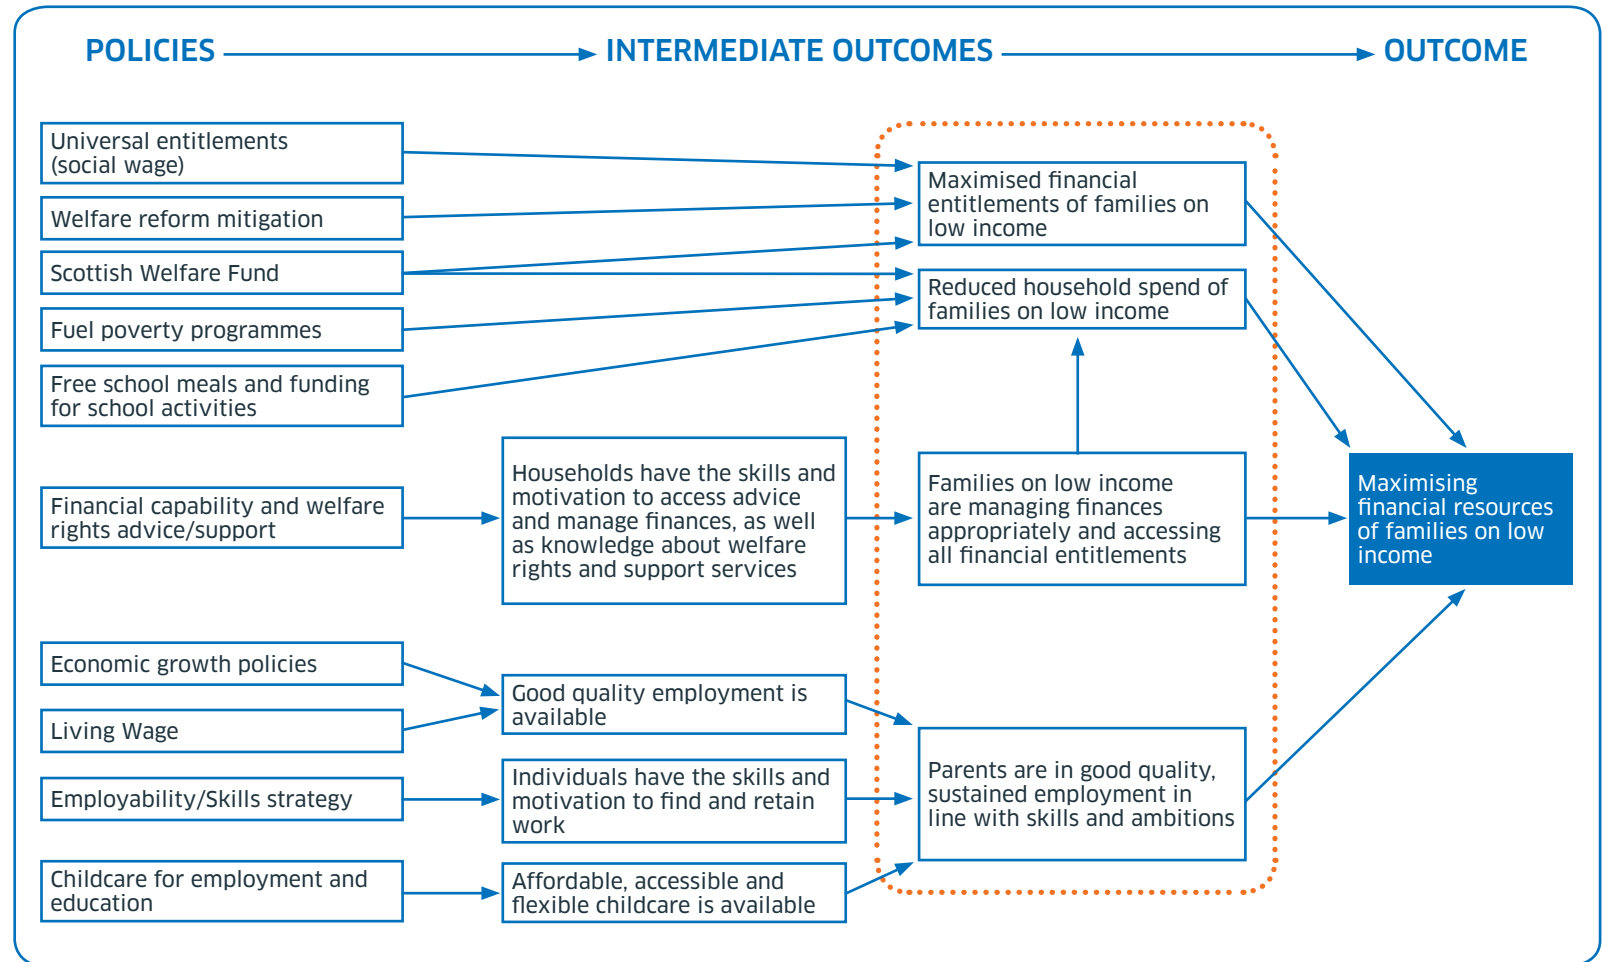 POLICIES
INTERMEDIATE OUTCOMES
OUTCOME
Universal entitlements
(social wage)
Welfare reform mitigation
Scottish Welfare Fund
Fuel poverty programmes
Free school meals and funding
for school activities
Financial capability and welfare
rights advice/support
Economic growth policies
Living Wage
Employability/Skills strategy
Childcare for employment and
education
Households have the skills and
motivation to access advice
and manage finances, as well
as knowledge about welfare
rights and support services
Good quality employment is
available
Individuals have the skills and
motivation to find and retain
work
Affordable, accessible and
flexible childcare is available
Maximised financial
entitlements of families on
low income
Reduced household spend of
families on low income
Families on low income
are managing finances
appropriately and accessing
all financial entitlements
Parents are in good quality,
sustained employment in
line with skills and ambitions
Maximising
financial resources
of families on low
income